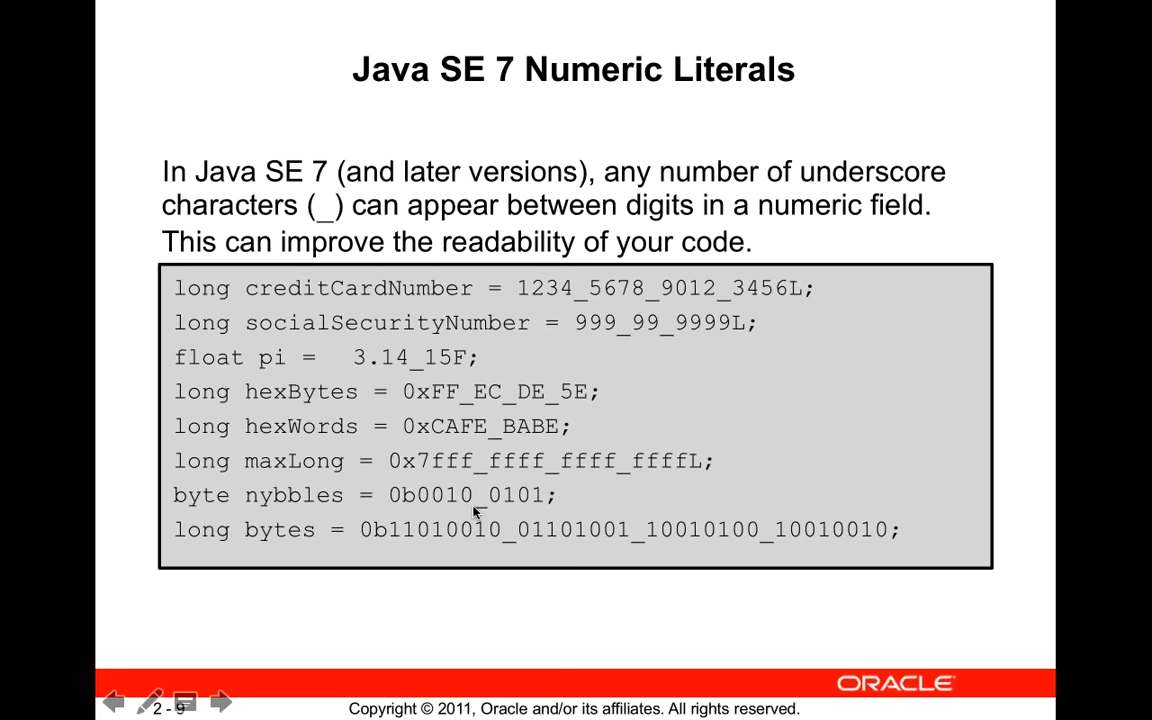 Java SE 7 Numeric Literals
In Java SE 7 (and later versions), any number of underscore
characters (_) can appear between digits in a numeric field.
This can improve the readability of your code.
long creditCardNumber = 1234_5678_9012_3456L;
long socialSecurityNumber = 999_99_9999L;
float pi =   3.14_15F;
long hexBytes = 0xFF_EC_DE_5E;
long hexWords = 0xCAFE_BABE;
long maxLong = 0x7fff_ffff_ffff_ffffL;
byte nybbles = 0b0010_0101;
long bytes = 0b11010010_01101001_10010100_10010010;
ORACLE
2 - 9
Copyright © 2011, Oracle and/or its affiliates. All rights reserved.